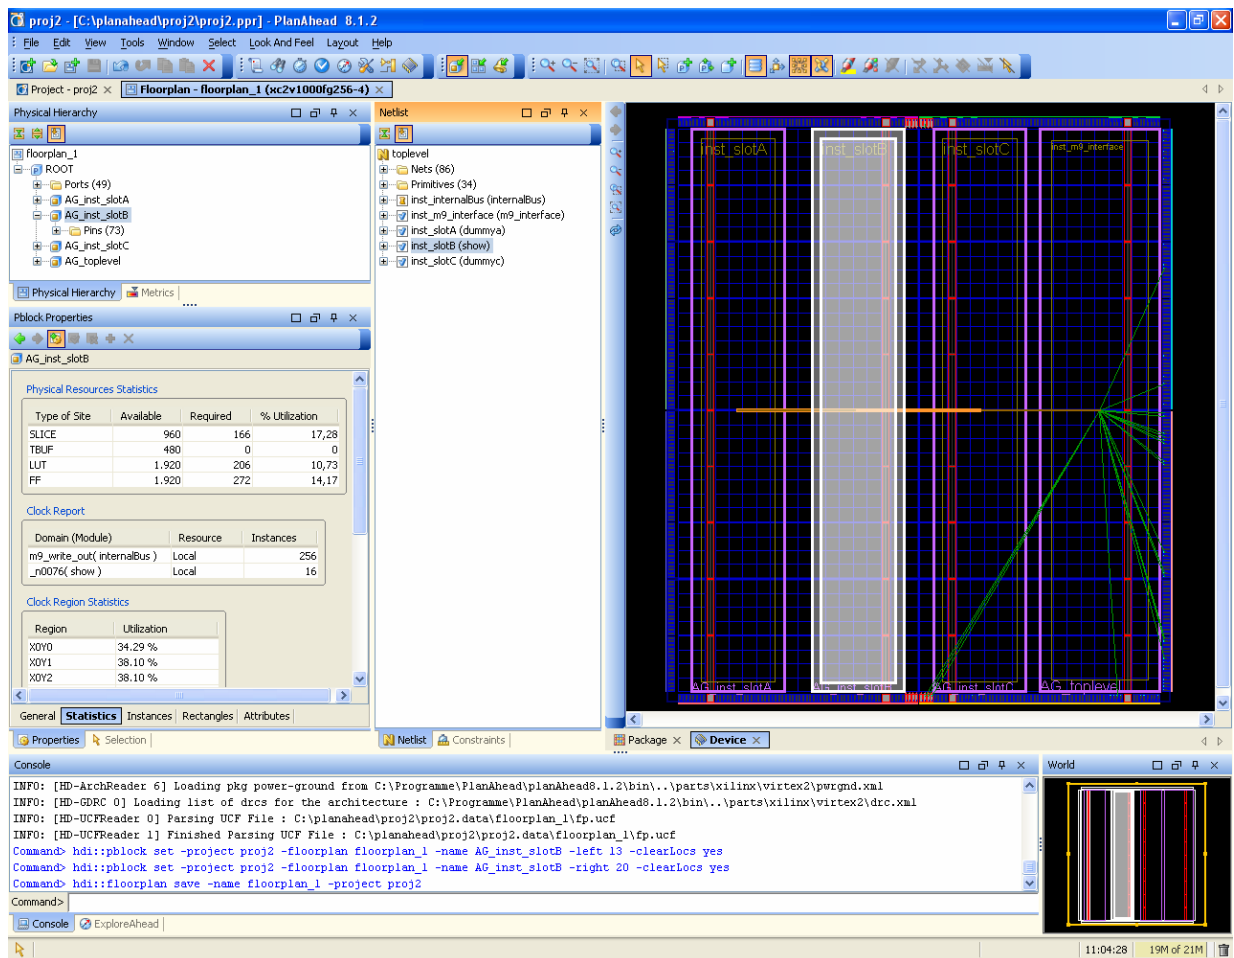 proj2 - [C:\planahead\proj2\proj2.ppr] - PlanAhead 8.1.2
File Edit View Tools Window Select Look And Feel Layout Help
Project - proj2
Floorplan - floorplan_1 (xc2v1000fg256-4)
Physical Hierarchy
floorplan_1
ROOT
Ports (49)
AG_inst_slotA
AG_inst_slotB
Pins (73)
AG_inst_slotC
AG_toplevel
Physical Hierarchy Metrics
Pblock Properties
AG_inst_slotB
Physical Resources Statistics
Type of Site Available Required % Utilization
SLICE 960 166 17,28
TBUF 480 0 0
LUT 1.920 206 10,73
FF 1.920 272 14,17
Clock Report
Domain (Module) Resource Instances
m9_write_out( internalBus ) Local 256
_n0076( show ) Local 16
Clock Region Statistics
Region Utilization
X0Y0 34.29 %
X0Y1 38.10 %
X0Y2 38.10 %
General Statistics Instances Rectangles Attributes
Properties Selection
Netlist
toplevel
Nets (86)
Primitives (34)
inst_internalBus (internalBus)
inst_m9_interface (m9_interface)
inst_slotA (dummya)
inst_slotB (show)
inst_slotC (dummyc)
Netlist Constraints
inst_slotA
inst_slotB
inst_slotC
inst_m9_interface
AG_inst_slotA
AG_inst_slotB
AG_inst_slotC
AG_toplevel
Package Device
Console
INFO: [HD-ArchReader 6] Loading pkg power-ground from C:\Programme\PlanAhead\planAhead8.1.2\bin\..\parts\xilinx\virtex2\pwrgnd.xml
INFO: [HD-GDRC 0] Loading list of drcs for the architecture : C:\Programme\PlanAhead\planAhead8.1.2\bin\..\parts\xilinx\virtex2\drc.xml
INFO: [HD-UCFReader 0] Parsing UCF File : C:\planahead\proj2\proj2.data\floorplan_1\fp.ucf
INFO: [HD-UCFReader 1] Finished Parsing UCF File : C:\planahead\proj2\proj2.data\floorplan_1\fp.ucf
Command> hdi::pblock set -project proj2 -floorplan floorplan_1 -name AG_inst_slotB -left 13 -clearLocs yes
Command> hdi::pblock set -project proj2 -floorplan floorplan_1 -name AG_inst_slotB -right 20 -clearLocs yes
Command> hdi::floorplan save -name floorplan_1 -project proj2
Command>
Console ExploreAhead
World
11:04:28 19M of 21M